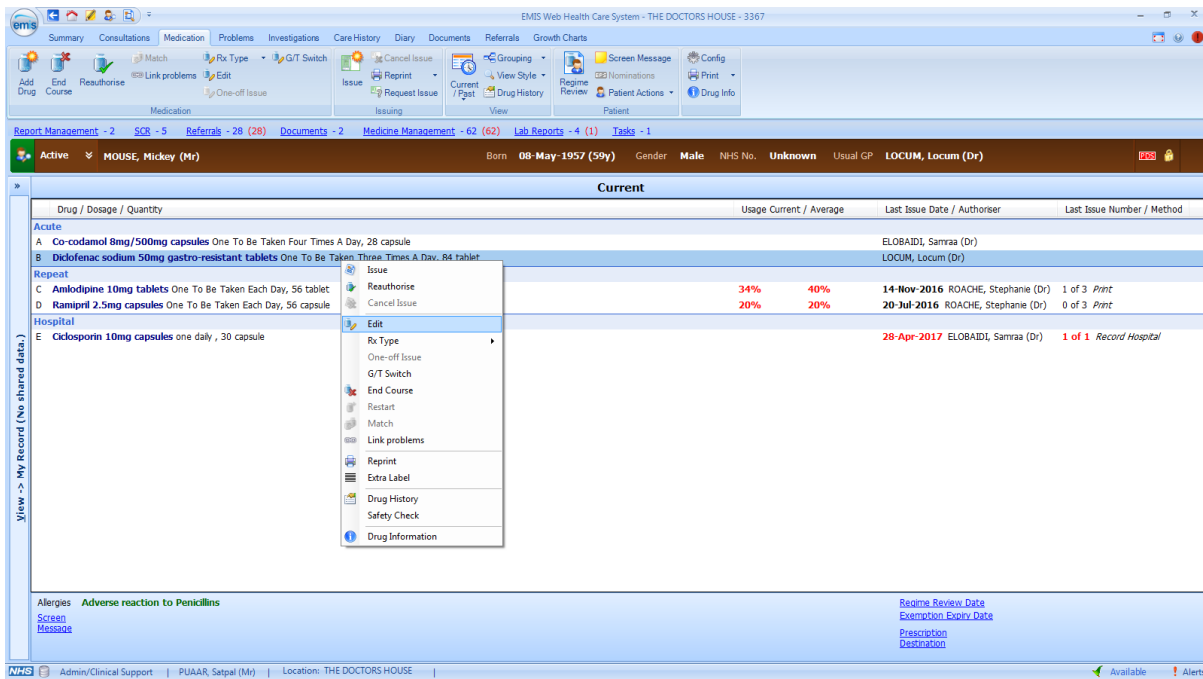 emis
EMIS Web Health Care System - THE DOCTORS HOUSE - 3367
Summary Consultations Medication Problems Investigations Care History Diary Documents Referrals Growth Charts
Add Drug
End Course
Reauthorise
Match
Link problems
Rx Type
Edit
One-off Issue
G/T Switch
Medication
Issue
Cancel Issue
Reprint
Request Issue
Issuing
Current / Past
Grouping
View Style
Drug History
View
Regime Review
Screen Message
Nominations
Patient Actions
Patient
Config
Print
Drug Info
Report Management - 2 SCR - 5 Referrals - 28 (28) Documents - 2 Medicine Management - 62 (62) Lab Reports - 4 (1) Tasks - 1
Active MOUSE, Mickey (Mr) Born 08-May-1957 (59y) Gender Male NHS No. Unknown Usual GP LOCUM, Locum (Dr) PDS
»
View -> My Record (No shared data.)
Current
Drug / Dosage / Quantity Usage Current / Average Last Issue Date / Authoriser Last Issue Number / Method
Acute
A Co-codamol 8mg/500mg capsules One To Be Taken Four Times A Day, 28 capsule ELOBAIDI, Samraa (Dr)
B Diclofenac sodium 50mg gastro-resistant tablets One To Be Taken Three Times A Day, 84 tablet LOCUM, Locum (Dr)
Repeat
C Amlodipine 10mg tablets One To Be Taken Each Day, 56 tablet 34% 40% 14-Nov-2016 ROACHE, Stephanie (Dr) 1 of 3 Print
D Ramipril 2.5mg capsules One To Be Taken Each Day, 56 capsule 20% 20% 20-Jul-2016 ROACHE, Stephanie (Dr) 0 of 3 Print
Hospital
E Ciclosporin 10mg capsules one daily , 30 capsule 28-Apr-2017 ELOBAIDI, Samraa (Dr) 1 of 1 Record Hospital
Issue
Reauthorise
Cancel Issue
Edit
Rx Type
One-off Issue
G/T Switch
End Course
Restart
Match
Link problems
Reprint
Extra Label
Drug History
Safety Check
Drug Information
Allergies Adverse reaction to Penicillins
Screen
Message
Regime Review Date
Exemption Expiry Date
Prescription
Destination
NHS Admin/Clinical Support | PUAAR, Satpal (Mr) | Location: THE DOCTORS HOUSE | Available Alerts